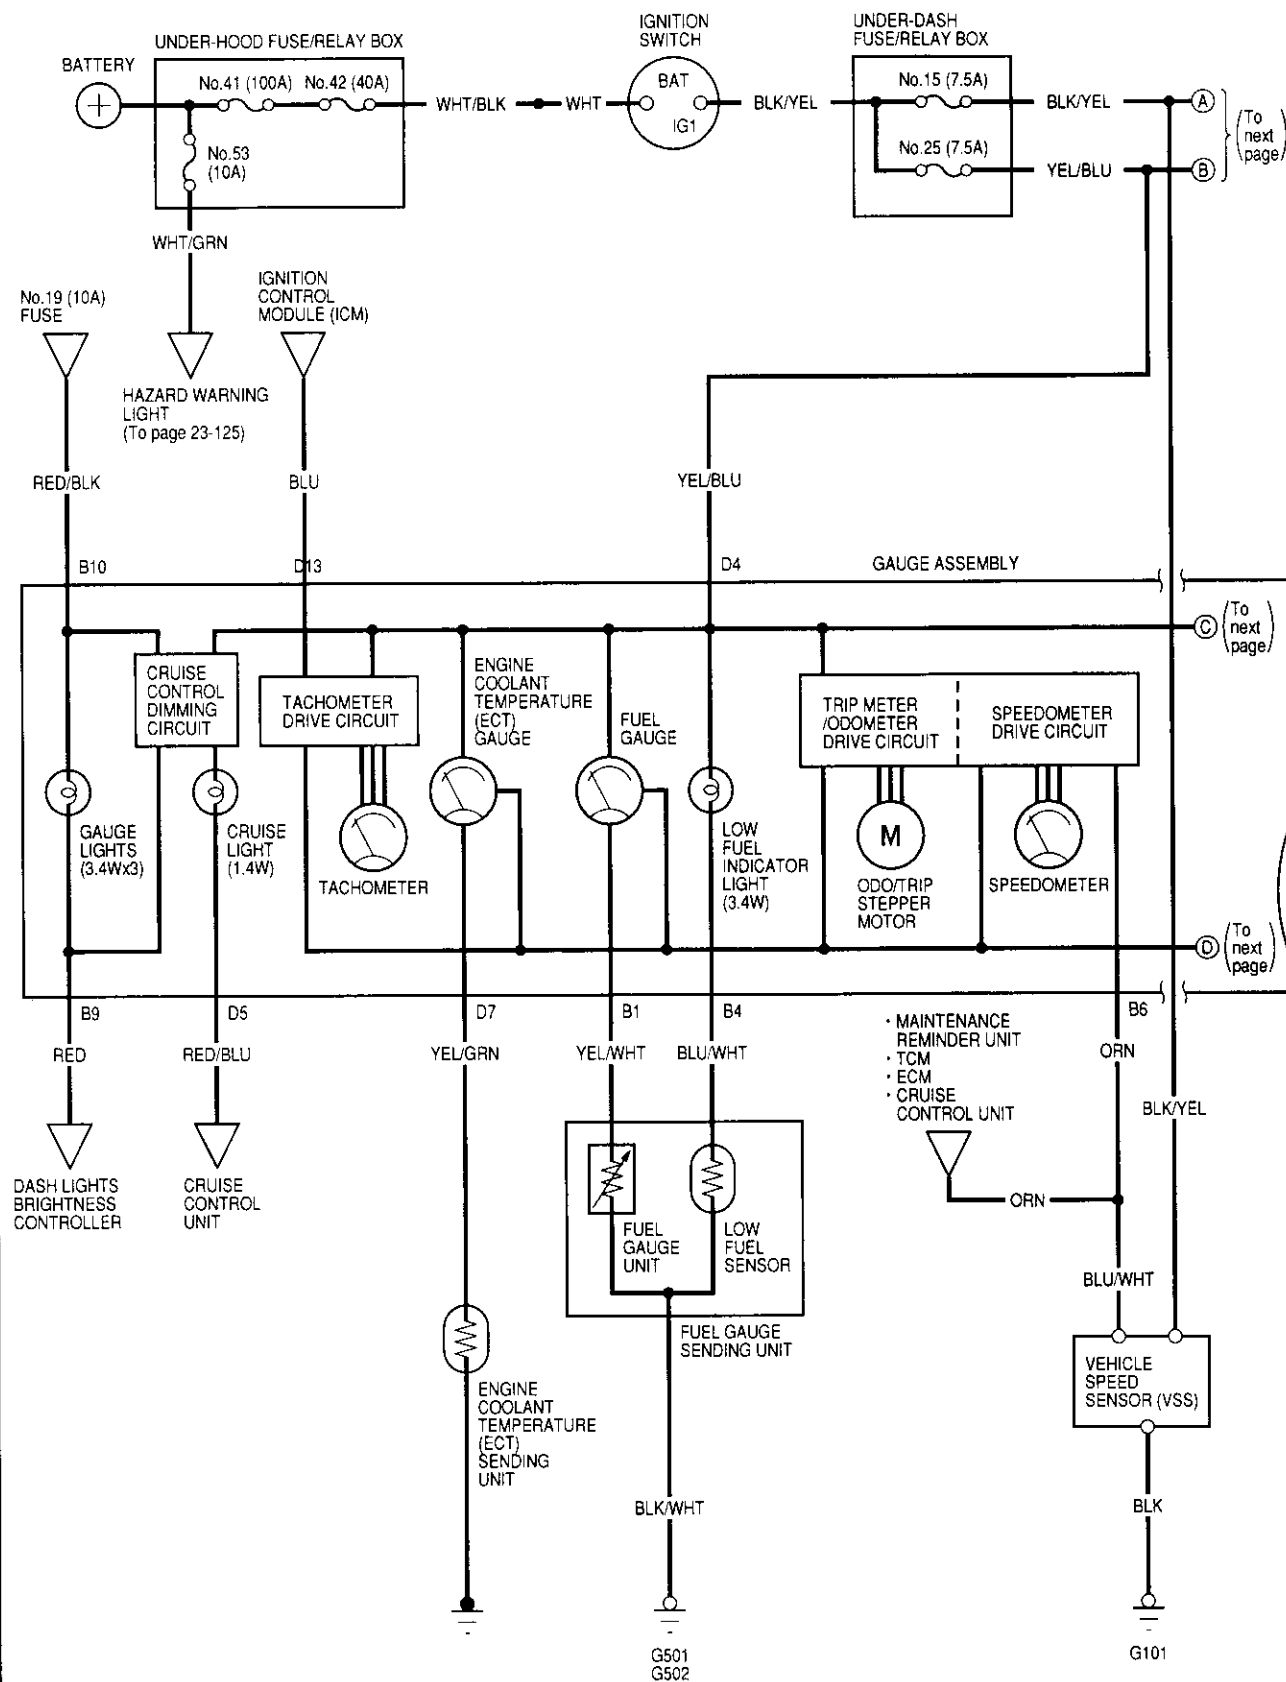 IGNITION
SWITCH
UNDER-DASH
FUSE/RELAY BOX
UNDER-HOOD FUSE/RELAY BOX
BATTERY
No.41 (100A)
No.42 (40A)
WHT/BLK
WHT
BAT
IG1
BLK/YEL
No.15 (7.5A)
BLK/YEL
A
(To
next
page)
No.53
(10A)
No.25 (7.5A)
YEL/BLU
B
WHT/GRN
No.19 (10A)
FUSE
IGNITION
CONTROL
MODULE (ICM)
HAZARD WARNING
LIGHT
(To page 23-125)
RED/BLK
BLU
YEL/BLU
B10
D13
D4
GAUGE ASSEMBLY
C
(To
next
page)
CRUISE
CONTROL
DIMMING
CIRCUIT
TACHOMETER
DRIVE CIRCUIT
ENGINE
COOLANT
TEMPERATURE
(ECT)
GAUGE
FUEL
GAUGE
TRIP METER
/ODOMETER
DRIVE CIRCUIT
SPEEDOMETER
DRIVE CIRCUIT
GAUGE
LIGHTS
(3.4Wx3)
CRUISE
LIGHT
(1.4W)
TACHOMETER
LOW
FUEL
INDICATOR
LIGHT
(3.4W)
M
ODO/TRIP
STEPPER
MOTOR
SPEEDOMETER
D
(To
next
page)
B9
D5
D7
B1
B4
B6
RED
RED/BLU
YEL/GRN
YEL/WHT
BLU/WHT
· MAINTENANCE
REMINDER UNIT
· TCM
· ECM
· CRUISE
CONTROL UNIT
ORN
BLK/YEL
DASH LIGHTS
BRIGHTNESS
CONTROLLER
CRUISE
CONTROL
UNIT
ORN
FUEL
GAUGE
UNIT
LOW
FUEL
SENSOR
BLU/WHT
FUEL GAUGE
SENDING UNIT
VEHICLE
SPEED
SENSOR (VSS)
ENGINE
COOLANT
TEMPERATURE
(ECT)
SENDING
UNIT
BLK/WHT
BLK
G501
G502
G101